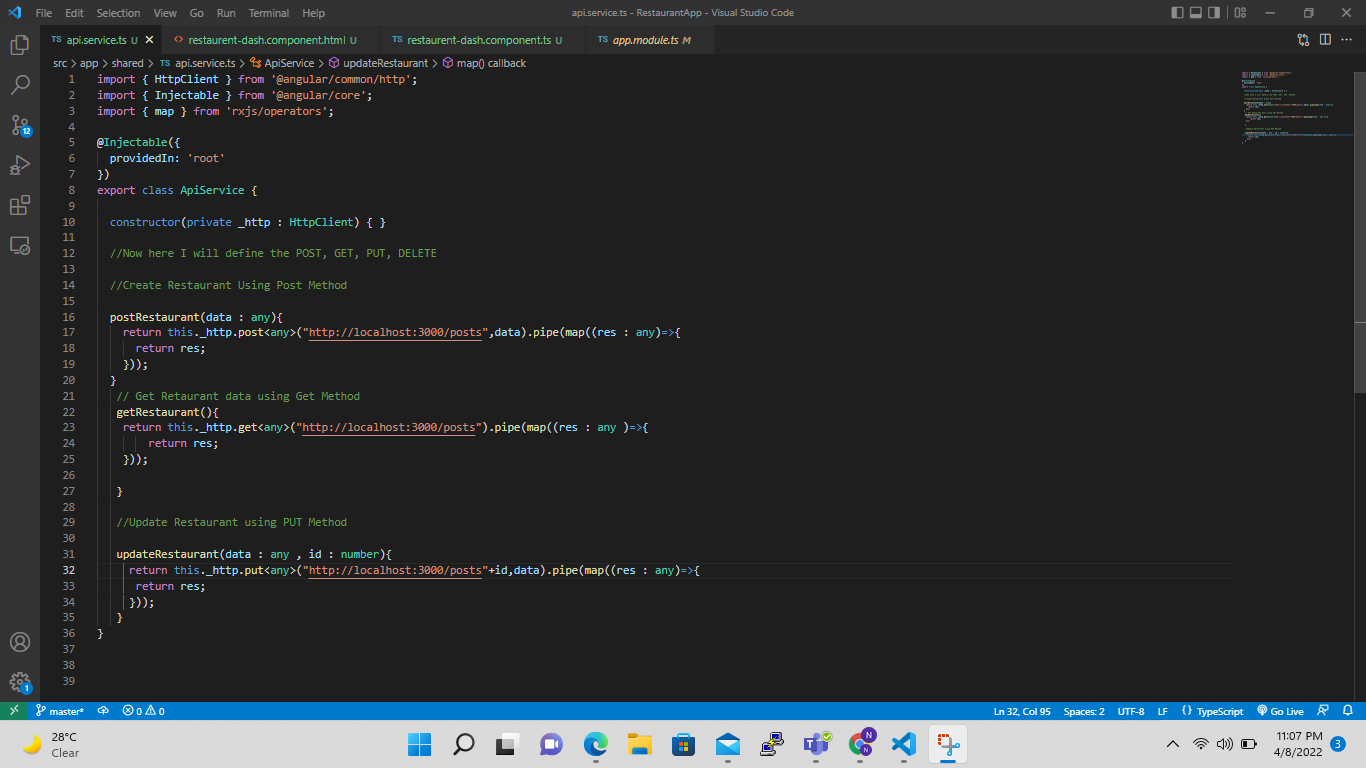 File Edit Selection View Go Run Terminal Help api.service.ts - RestaurantApp - Visual Studio Code
TS api.service.ts U restaurent-dash.component.html U TS restaurent-dash.component.ts U TS app.module.ts M
src > app > shared > TS api.service.ts > ApiService > updateRestaurant > map() callback
1 import { HttpClient } from '@angular/common/http';
2 import { Injectable } from '@angular/core';
3 import { map } from 'rxjs/operators';
4
5 @Injectable({
6 providedIn: 'root'
7 })
8 export class ApiService {
9
10 constructor(private _http : HttpClient) { }
11
12 //Now here I will define the POST, GET, PUT, DELETE
13
14 //Create Restaurant Using Post Method
15
16 postRestaurant(data : any){
17 return this._http.post<any>("http://localhost:3000/posts",data).pipe(map((res : any)=>{
18 return res;
19 }));
20 }
21 // Get Retaurant data using Get Method
22 getRestaurant(){
23 return this._http.get<any>("http://localhost:3000/posts").pipe(map((res : any )=>{
24 return res;
25 }));
26
27 }
28
29 //Update Restaurant using PUT Method
30
31 updateRestaurant(data : any , id : number){
32 return this._http.put<any>("http://localhost:3000/posts"+id,data).pipe(map((res : any)=>{
33 return res;
34 }));
35 }
36 }
37
38
39
12
1
master* 0 0 Ln 32, Col 95 Spaces: 2 UTF-8 LF { } TypeScript Go Live
28°C
Clear
N
N
11:07 PM
4/8/2022
3